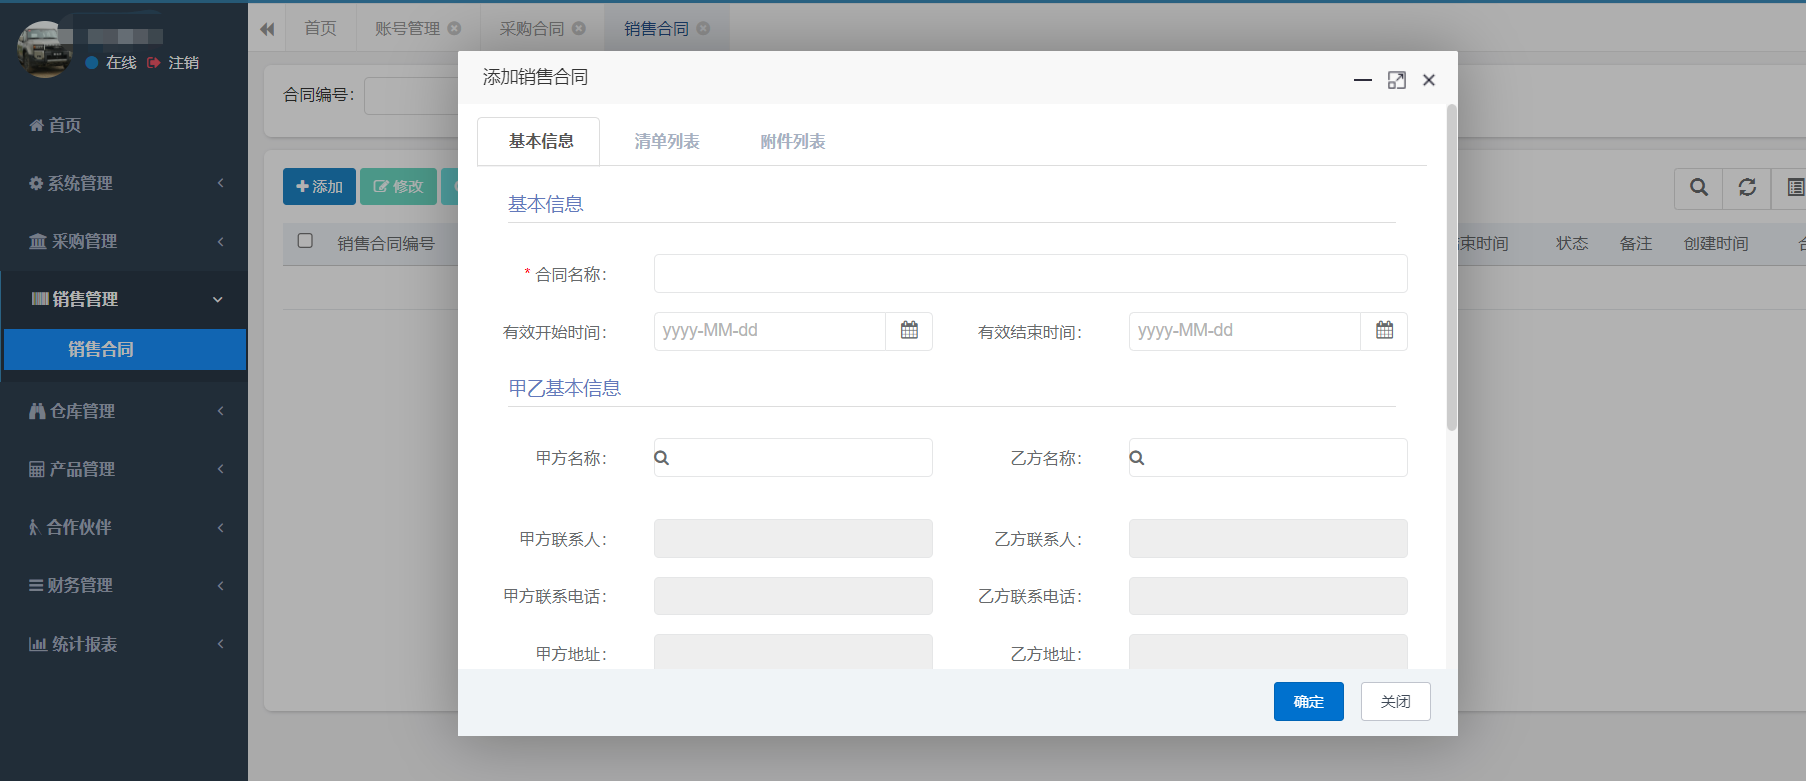 在线 注销
首页
系统管理
采购管理
销售管理
销售合同
仓库管理
产品管理
合作伙伴
财务管理
统计报表
首页 账号管理 采购合同 销售合同
合同编号：
添加 修改
销售合同编号 束时间 状态 备注 创建时间
添加销售合同
基本信息 清单列表 附件列表
基本信息
* 合同名称：
有效开始时间： yyyy-MM-dd 有效结束时间： yyyy-MM-dd
甲乙基本信息
甲方名称： 乙方名称：
甲方联系人： 乙方联系人：
甲方联系电话： 乙方联系电话：
甲方地址： 乙方地址：
确定 关闭